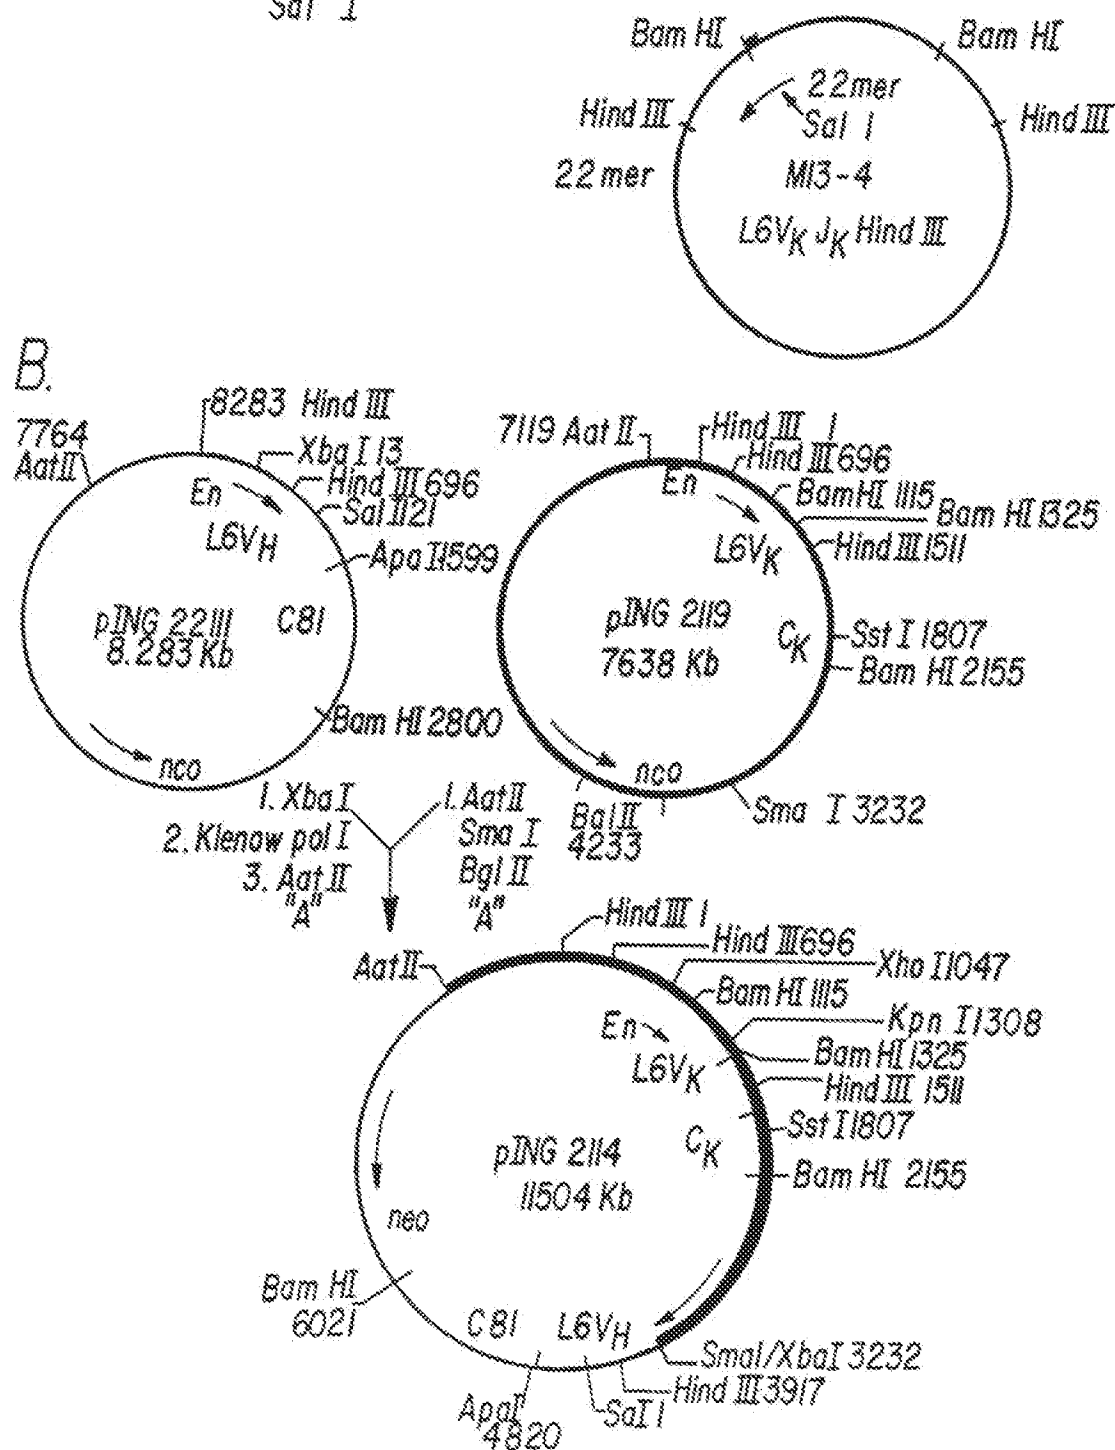 Sal I
Bam HI
Bam HI
22mer
Sal I
Hind III
Hind III
22mer
M13-4
L6VK JK Hind III
B.
8283 Hind III
7764
Aat II
Xba I 13
Hind III 696
Sal I 1121
En
L6VH
Apa I 1599
pING 22111
8.283 Kb
C81
Bam HI 2800
nco
7119 Aat II
Hind III 1
Hind III 696
En
BamHI 1115
Bam HI 1325
L6VK
Hind III 1511
pING 2119
7638 Kb
CK
Sst I 1807
Bam HI 2155
nco
Bal II
4233
Sma I 3232
1. Xba I
2. Klenow pol I
3. Aat II
"A"
1. Aat II
Sma I
Bgl II
"A"
Hind III 1
Aat II
Hind III 696
Xho I 1047
Bam HI 1115
En
Kpn I 1308
L6VK
Bam HI 1325
Hind III 1511
CK
Sst I 1807
pING 2114
11504 Kb
Bam HI 2155
neo
Bam HI
6021
C81
L6VH
SmaI/XbaI 3232
Hind III 3917
Sal I
ApaI
4820